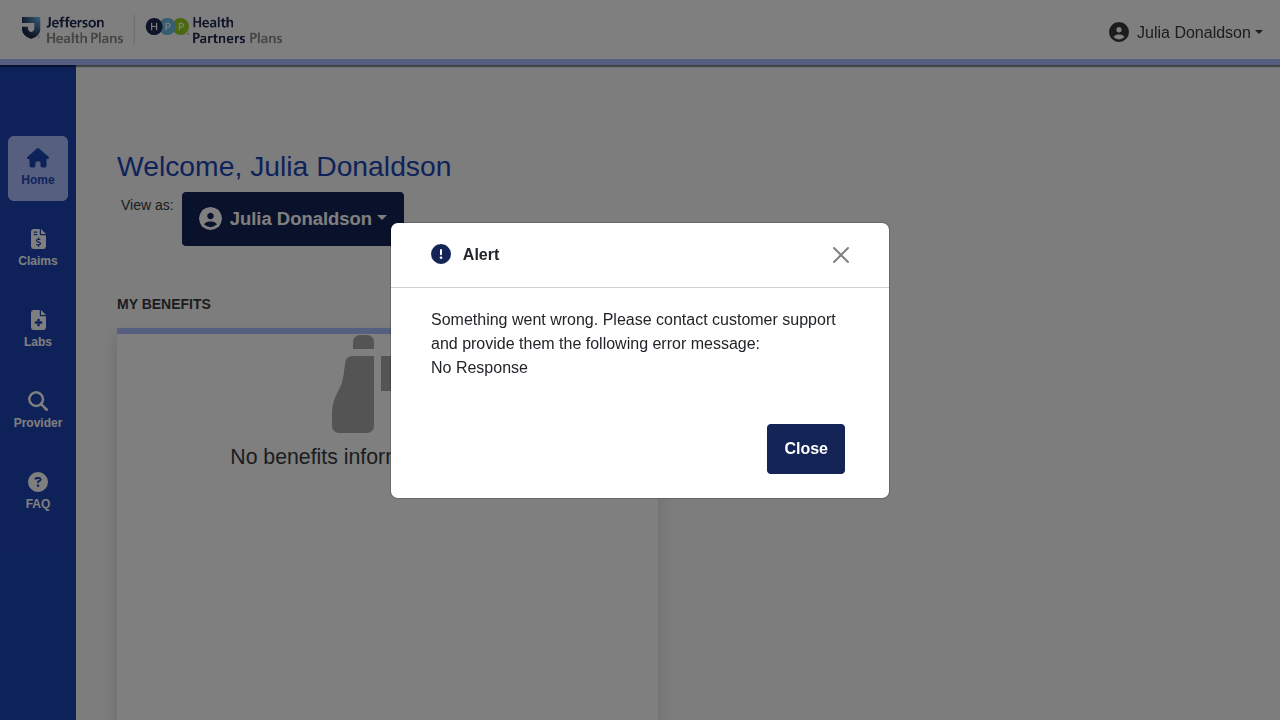 Jefferson
Health Plans
HPP
Health
Partners Plans
Julia Donaldson
Home
Claims
Labs
Provider
FAQ
Welcome, Julia Donaldson
View as:
Julia Donaldson
MY BENEFITS
No benefits
Alert
Something went wrong. Please contact customer support
and provide them the following error message:
No Response
Close